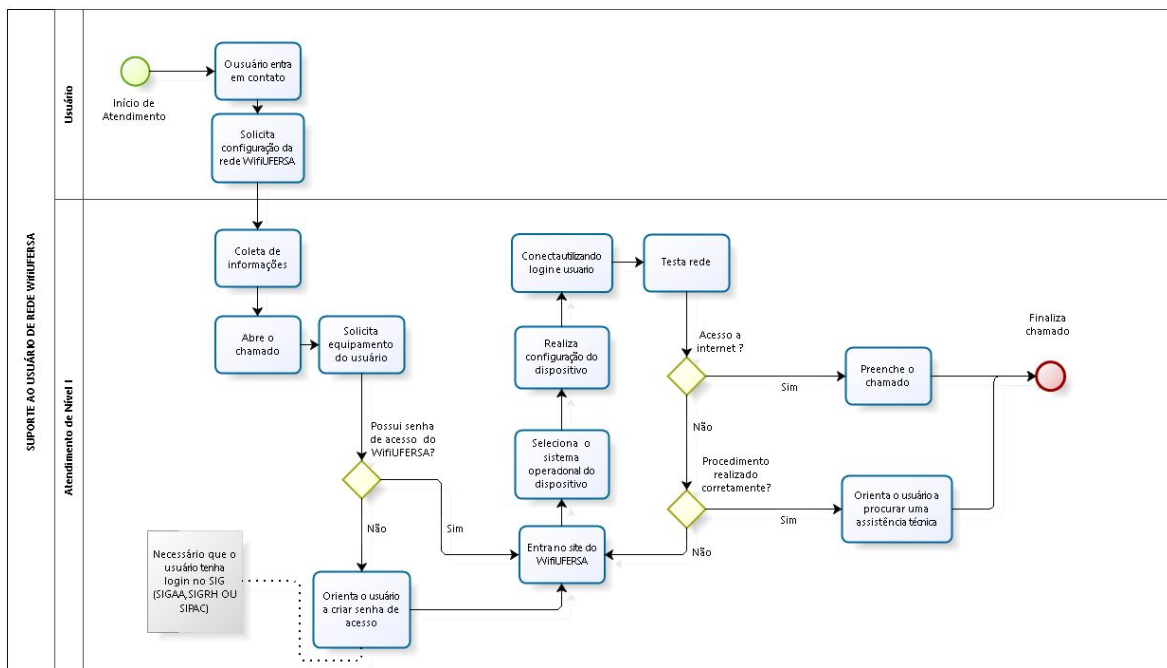 SUPORTE AO USUÁRIO DE REDE WifiUFERSA
Usuário
Início de
Atendimento
O usuário entra
em contato
Solicita
configuração da
rede WifiUFERSA
Atendimento de Nível I
Coleta de
informações
Abre o
chamado
Solicita
equipamento
do usuário
Possui senha
de acesso do
WifiUFERSA?
Não
Sim
Necessário que o
usuário tenha
login no SIG
(SIGAA,SIGRH OU
SIPAC)
Orienta o usuário
a criar senha de
acesso
Entra no site do
WifiUFERSA
Seleciona o
sistema
operadonal do
dispositivo
Realiza
configuração do
dispositivo
Conecta utilizando
login e usuario
Testa rede
Acesso a
internet ?
Sim
Não
Preenche o
chamado
Procedimento
realizado
corretamente?
Sim
Não
Orienta o usuário a
procurar uma
assistência técnica
Finaliza
chamado